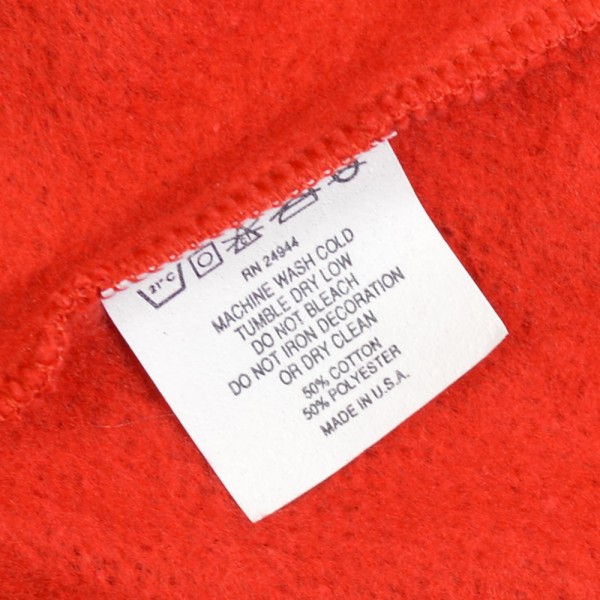 31° C
RN 24944
MACHINE WASH COLD
TUMBLE DRY LOW
DO NOT BLEACH
DO NOT IRON DECORATION
OR DRY CLEAN
50% COTTON
50% POLYESTER
MADE IN U.S.A.